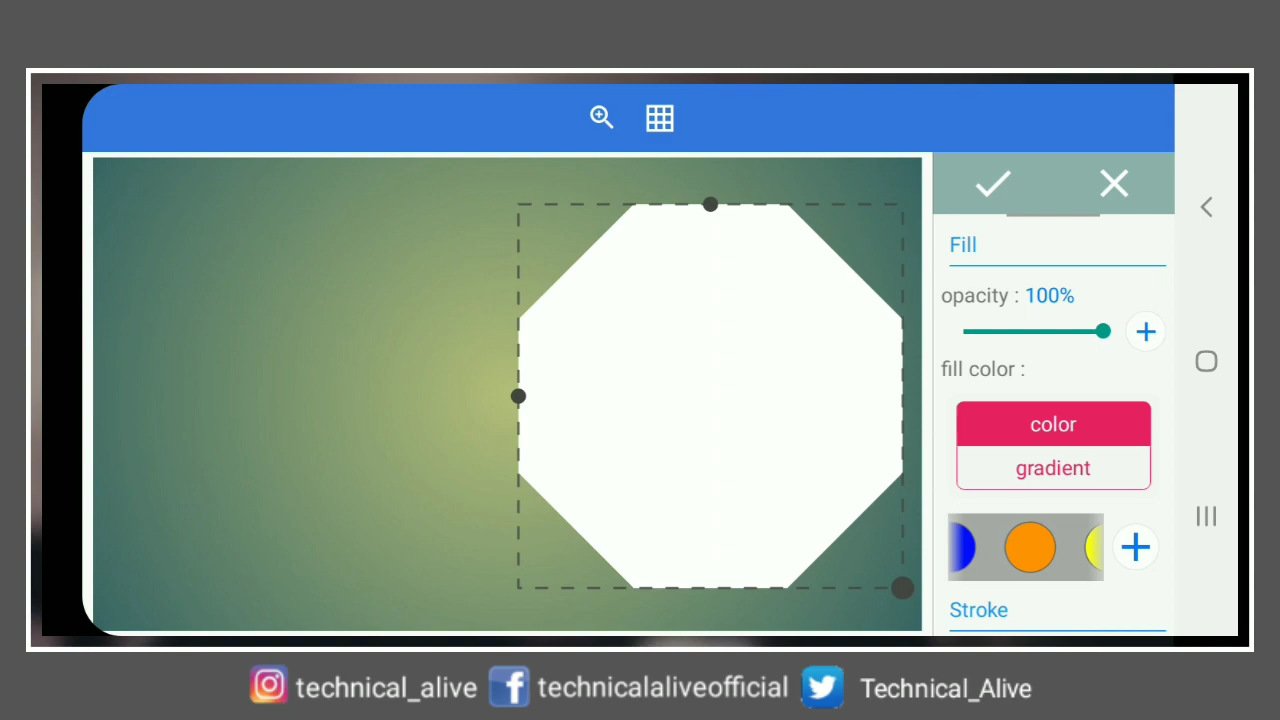 Fill
opacity : 100%
fill color :
color
gradient
Stroke
technical_alive technicalaliveofficial Technical_Alive